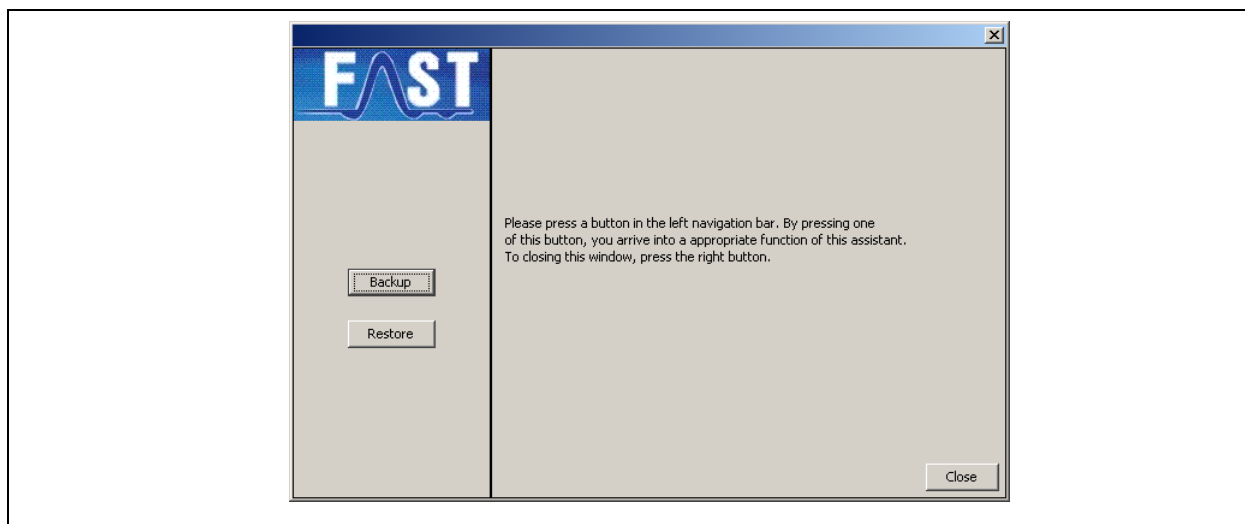 FAST
Please press a button in the left navigation bar. By pressing one
of this button, you arrive into a appropriate function of this assistant.
To closing this window, press the right button.
Backup
Restore
Close